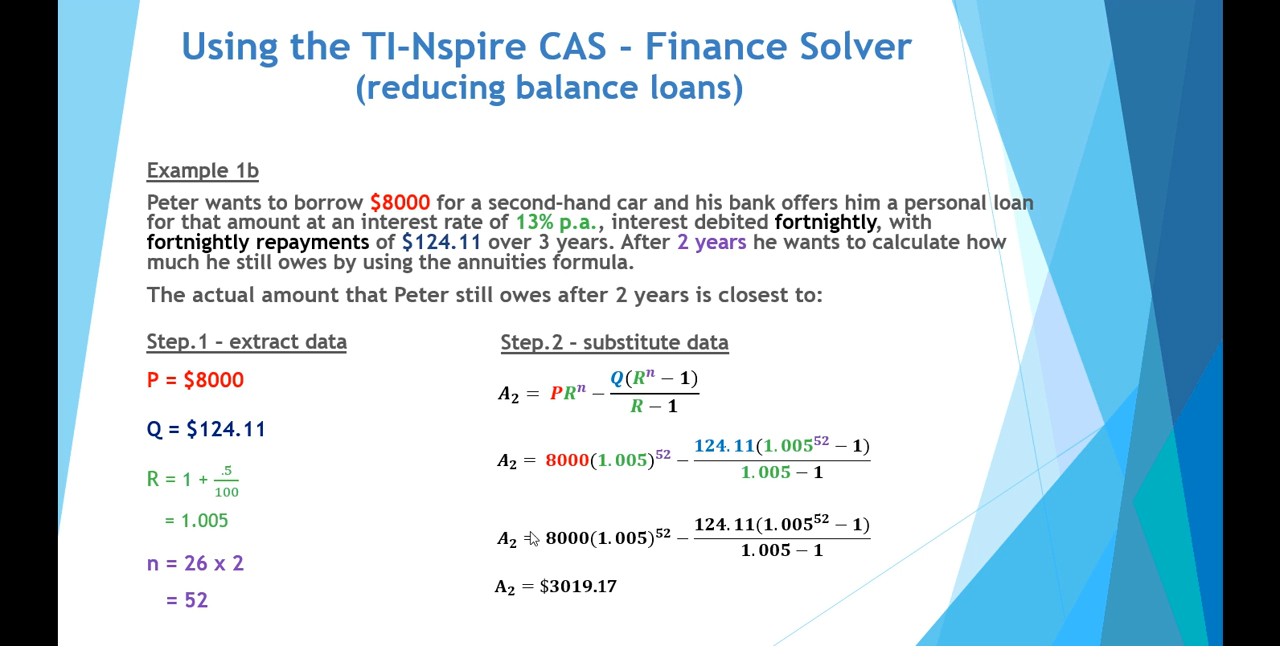 Using the TI-Nspire CAS - Finance Solver
(reducing balance loans)
Example 1b
Peter wants to borrow $8000 for a second-hand car and his bank offers him a personal loan
for that amount at an interest rate of 13% p.a., interest debited fortnightly, with
fortnightly repayments of $124.11 over 3 years. After 2 years he wants to calculate how
much he still owes by using the annuities formula.
The actual amount that Peter still owes after 2 years is closest to:
Step.1 - extract data
P = $8000
Q = $124.11
R = 1 + .5/100
= 1.005
n = 26 x 2
= 52
Step.2 - substitute data
A₂ = PRⁿ − Q(Rⁿ − 1)/R − 1
A₂ = 8000(1.005)⁵² − 124.11(1.005⁵² − 1)/1.005 − 1
A₂ = 8000(1.005)⁵² − 124.11(1.005⁵² − 1)/1.005 − 1
A₂ = $3019.17